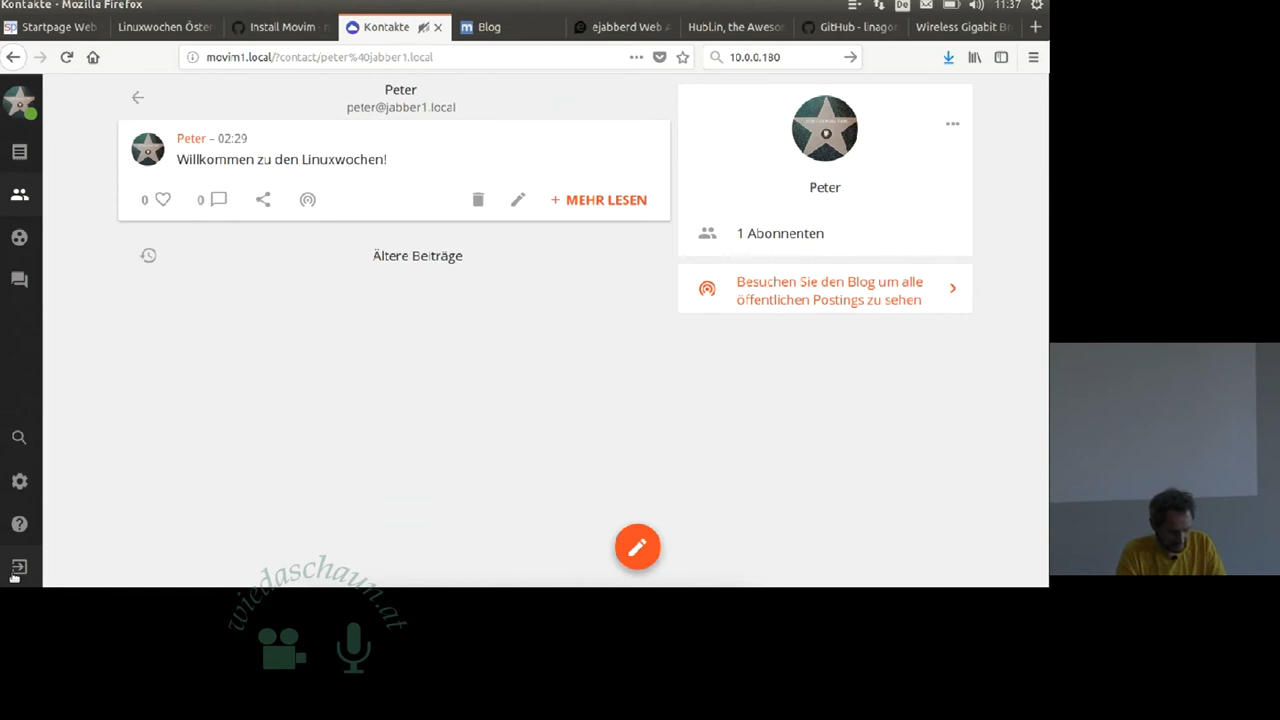 Kontakte - Mozilla Firefox
De
11:37
Startpage Web
Linuxwochen Öster
Install Movim · n
Kontakte
Blog
ejabberd Web A
Hubl.in, the Aweso
GitHub - linagor
Wireless Gigabit Br
movim1.local/?contact/peter%40jabber1.local
10.0.0.180
Peter
peter@jabber1.local
Peter – 02:29
Willkommen zu den Linuxwochen!
0
0
+ MEHR LESEN
Ältere Beiträge
Peter
1 Abonnenten
Besuchen Sie den Blog um alle
öffentlichen Postings zu sehen
wiedaschaun.at